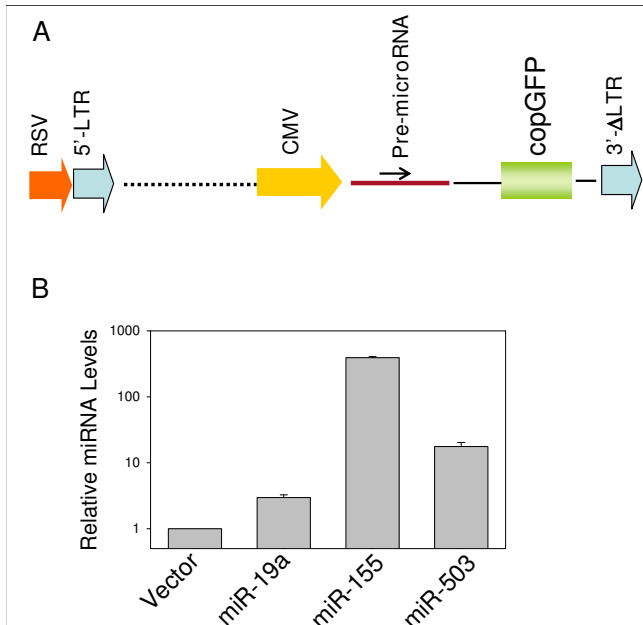 A
RSV
5'-LTR
CMV
Pre-microRNA
copGFP
3'-ΔLTR
B
Relative miRNA Levels
1000
100
10
1
Vector
miR-19a
miR-155
miR-503